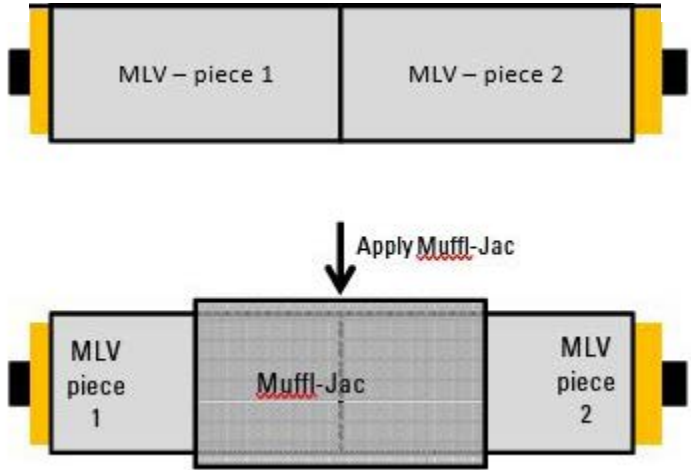 MLV – piece 1 MLV – piece 2
Apply Muffl-Jac
MLV
piece
1
Muffl-Jac
MLV
piece
2